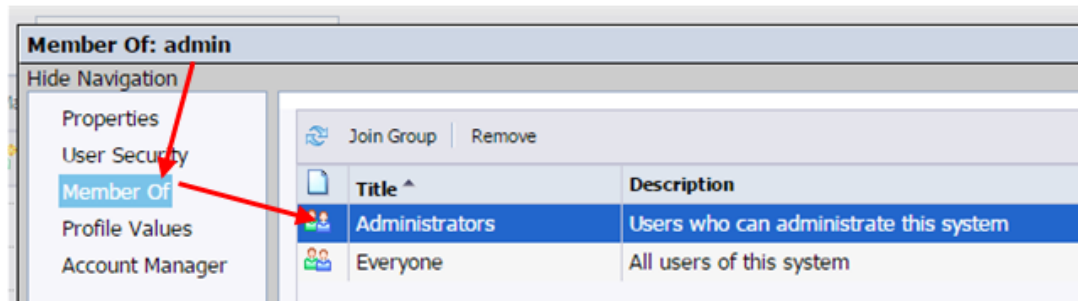 Member Of: admin
Hide Navigation
Properties
User Security
Member Of
Profile Values
Account Manager
Join Group Remove
Title Description
Administrators Users who can administrate this system
Everyone All users of this system